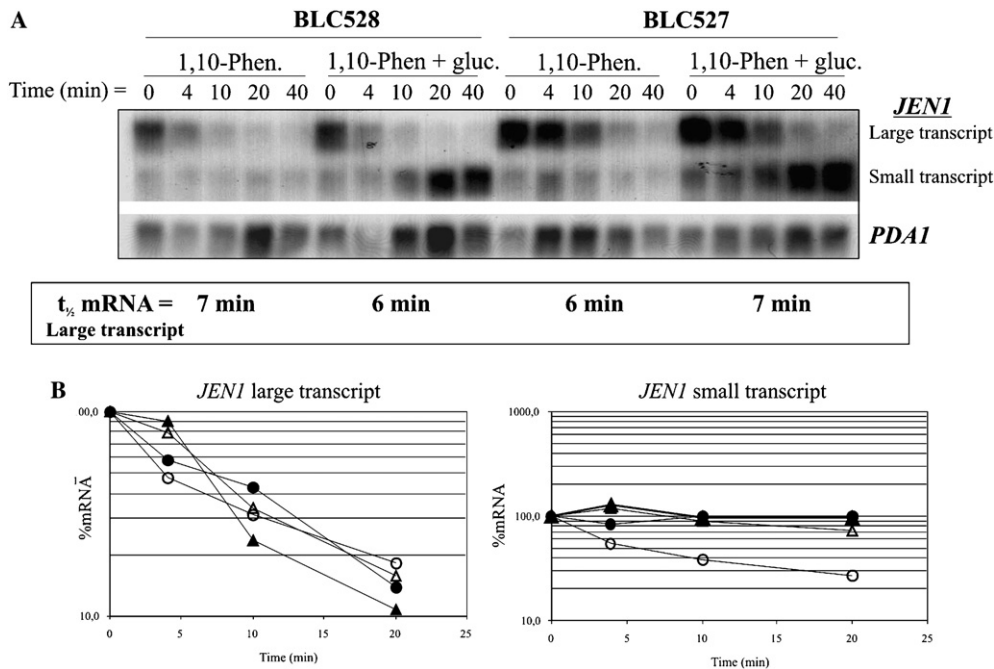 A
BLC528 BLC527
1,10-Phen. 1,10-Phen + gluc. 1,10-Phen. 1,10-Phen + gluc.
Time (min) = 0 4 10 20 40 0 4 10 20 40 0 4 10 20 40 0 4 10 20 40
JEN1
Large transcript
Small transcript
PDA1
t½ mRNA = 7 min 6 min 6 min 7 min
Large transcript
B
JEN1 large transcript
00,0
%mRNA
10,0
0 5 10 15 20 25
Time (min)
JEN1 small transcript
1000,0
100,0
%mRNA
10,0
0 5 10 15 20 25
Time (min)